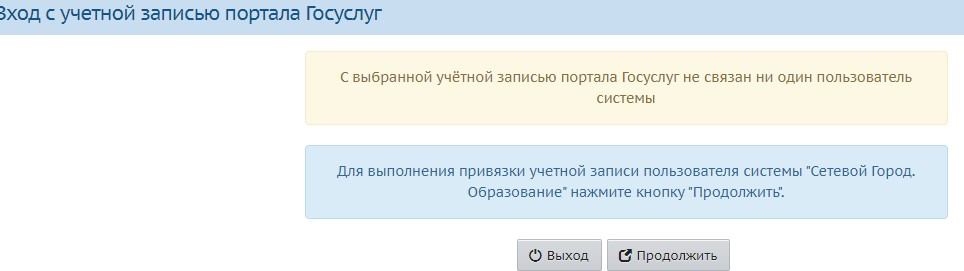 Вход с учетной записью портала Госуслуг
С выбранной учётной записью портала Госуслуг не связан ни один пользователь
системы
Для выполнения привязки учетной записи пользователя системы "Сетевой Город.
Образование" нажмите кнопку "Продолжить".
Выход
Продолжить